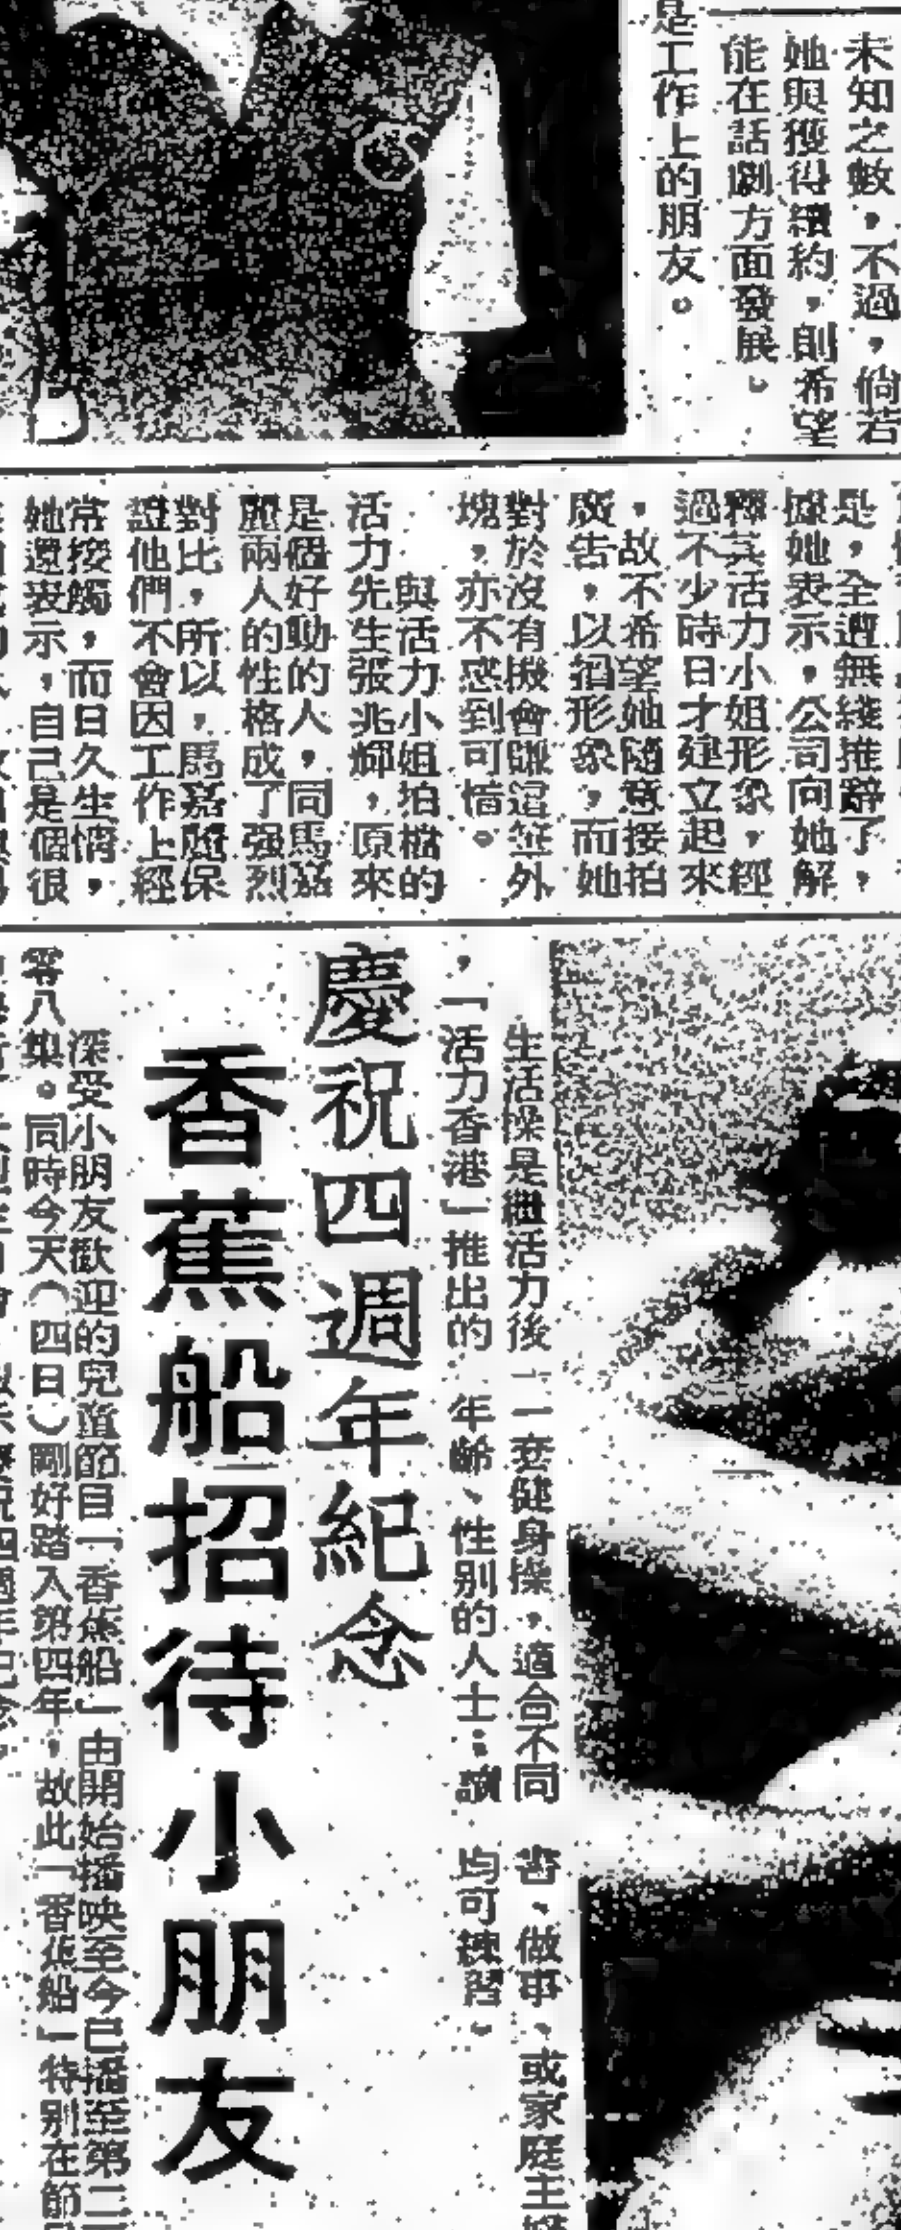 未知之數，不過，倘若
她與獲得續約，則希望
能在話劇方面發展。
是工作上的朋友。
是，全遭無綫推辭了，
據她表示，公司向她解
釋其活力小姐形象，經
過不少時日才建立起來
，故不希望她隨意接拍
廣告，以損形象，而她
對於沒有機會賺這筆外
塊，亦不感到可惜。
與活力小姐拍檔的
活力先生張兆輝，原來
是個好動的人，同馬嘉
麗兩人的性格成了强烈
對比，所以，馬嘉麗保
證他們不會因工作上經
常接觸，而日久生情，
她還表示，自己是個很
生活操是繼活力後
，「活力香港」推出的
一套健身操，適合不同
年齡、性別的人士：讀
書、做事、或家庭主婦
均可練習。
慶祝四週年紀念
香蕉船招待小朋友
深受小朋友歡迎的兒童節目「香蕉船」由開始播映至今已播至第二
零八集。同時今天（四日）剛好踏入第四年，故此「香蕉船」特別在節